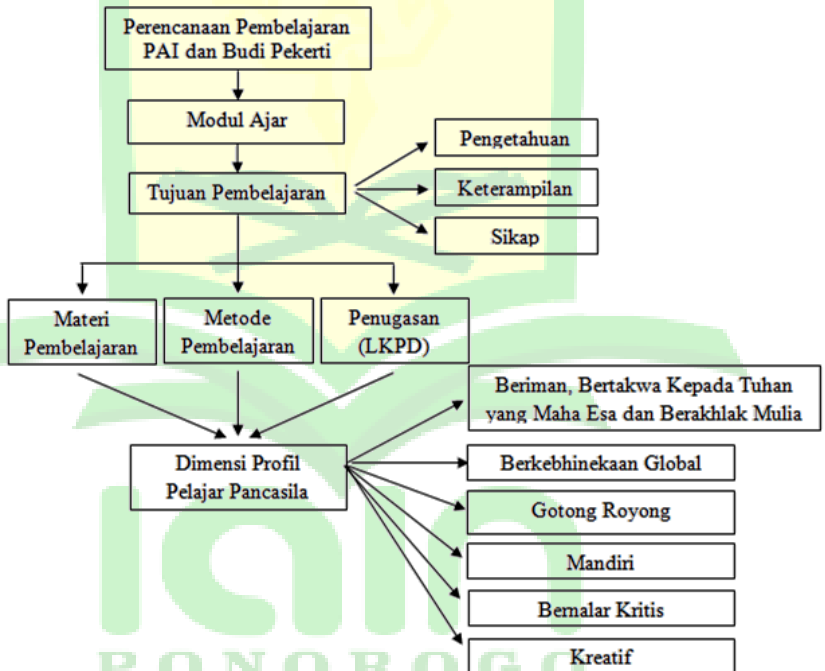 Perencanaan Pembelajaran
PAI dan Budi Pekerti
Modul Ajar
Tujuan Pembelajaran
Pengetahuan
Keterampilan
Sikap
Materi
Pembelajaran
Metode
Pembelajaran
Penugasan
(LKPD)
Dimensi Profil
Pelajar Pancasila
Beriman, Bertakwa Kepada Tuhan
yang Maha Esa dan Berakhlak Mulia
Berkebhinekaan Global
Gotong Royong
Mandiri
Bernalar Kritis
Kreatif
iain
PONOROGO